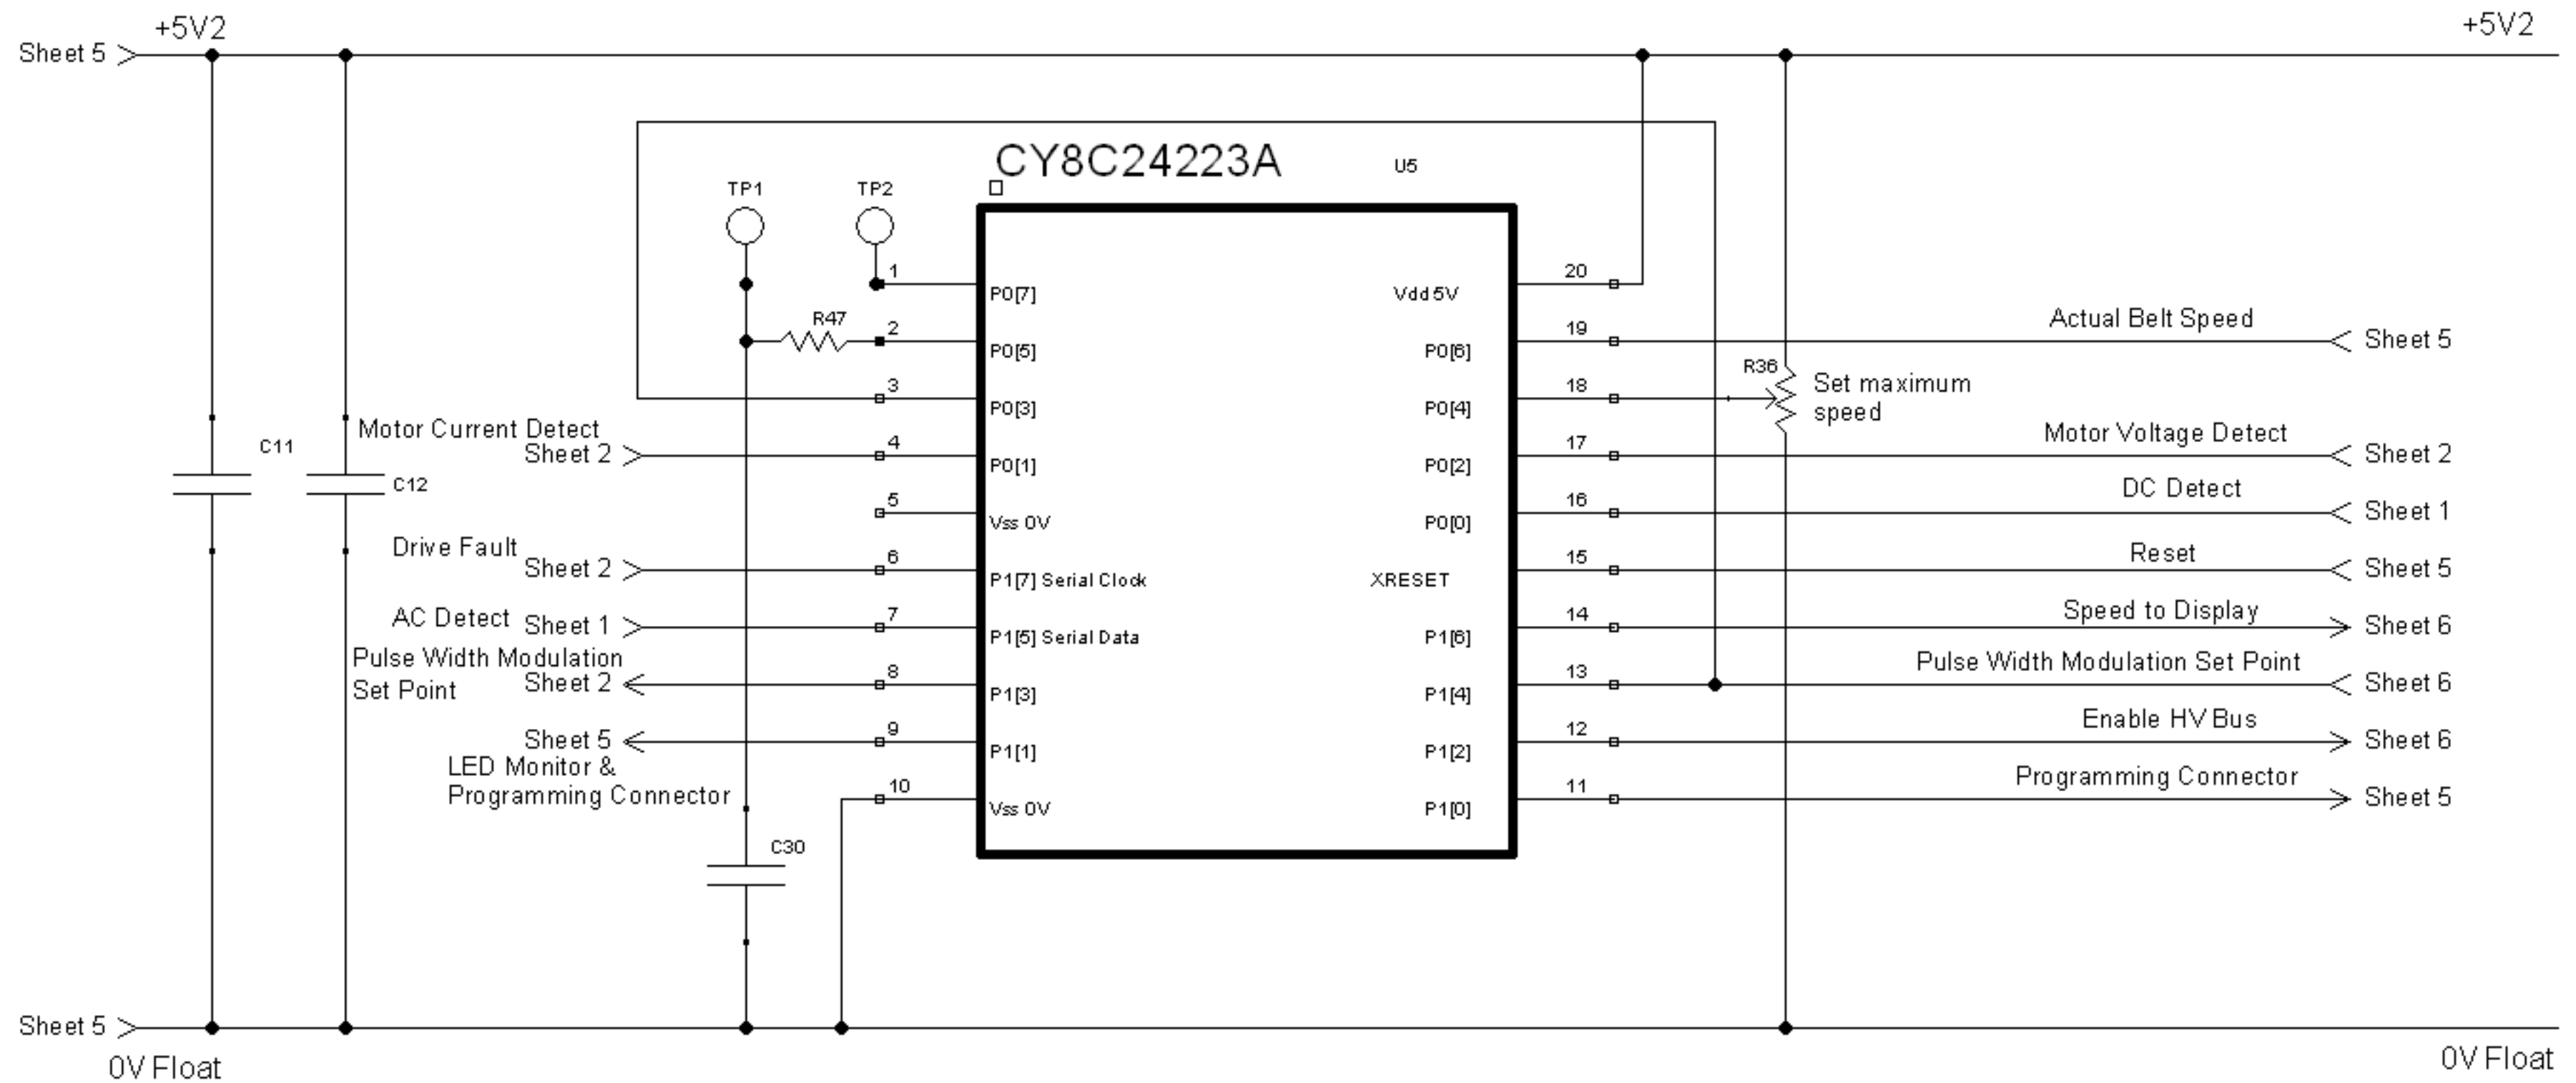 +5V2
+5V2
Sheet 5
CY8C24223A
U5
TP1
TP2
1
P0[7]
Vdd 5V
20
R47
2
P0[5]
P0[6]
19
Actual Belt Speed
Sheet 5
3
P0[3]
P0[4]
18
R36
Set maximum
speed
Motor Current Detect
Sheet 2
4
P0[1]
P0[2]
17
Motor Voltage Detect
Sheet 2
C11
C12
5
Vss 0V
P0[0]
16
DC Detect
Sheet 1
Drive Fault
Sheet 2
6
P1[7] Serial Clock
XRESET
15
Reset
Sheet 5
AC Detect
Sheet 1
7
P1[5] Serial Data
P1[6]
14
Speed to Display
Sheet 6
Pulse Width Modulation
Set Point
Sheet 2
8
P1[3]
P1[4]
13
Pulse Width Modulation Set Point
Sheet 6
Sheet 5
LED Monitor &
Programming Connector
9
P1[1]
P1[2]
12
Enable HV Bus
Sheet 6
10
Vss 0V
P1[0]
11
Programming Connector
Sheet 5
C30
Sheet 5
0V Float
0V Float